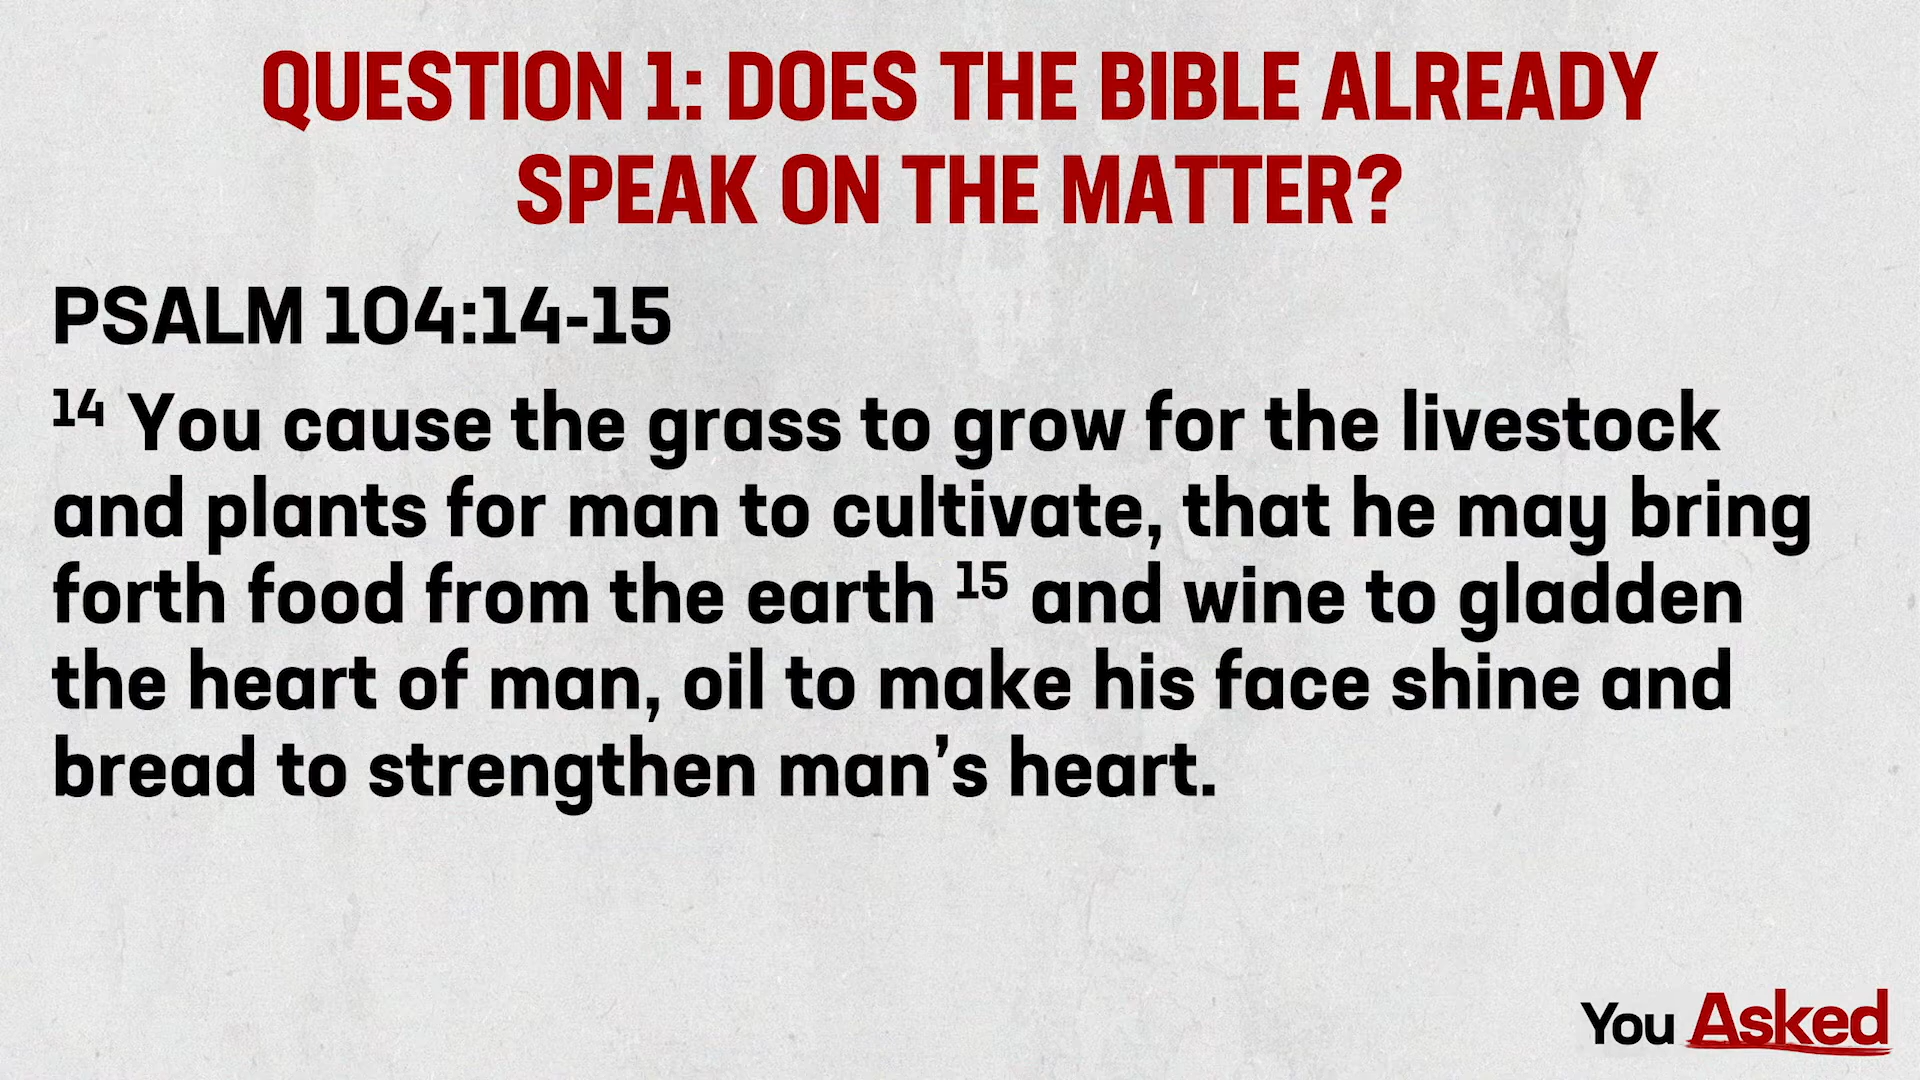 QUESTION 1: DOES THE BIBLE ALREADY
SPEAK ON THE MATTER?
PSALM 104:14-15
14 You cause the grass to grow for the livestock
and plants for man to cultivate, that he may bring
forth food from the earth 15 and wine to gladden
the heart of man, oil to make his face shine and
bread to strengthen man’s heart.
You Asked